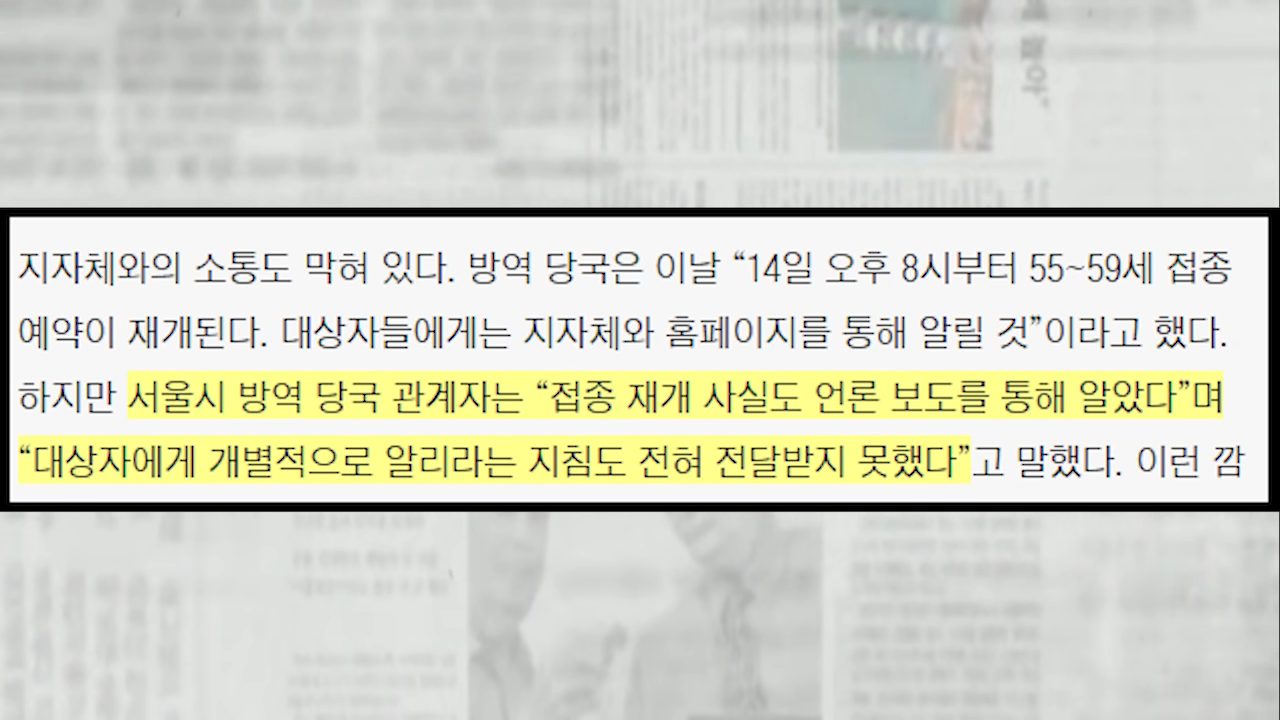 지자체와의 소통도 막혀 있다. 방역 당국은 이날 “14일 오후 8시부터 55~59세 접종
예약이 재개된다. 대상자들에게는 지자체와 홈페이지를 통해 알릴 것”이라고 했다.
하지만 서울시 방역 당국 관계자는 “접종 재개 사실도 언론 보도를 통해 알았다”며
“대상자에게 개별적으로 알리라는 지침도 전혀 전달받지 못했다”고 말했다. 이런 깜